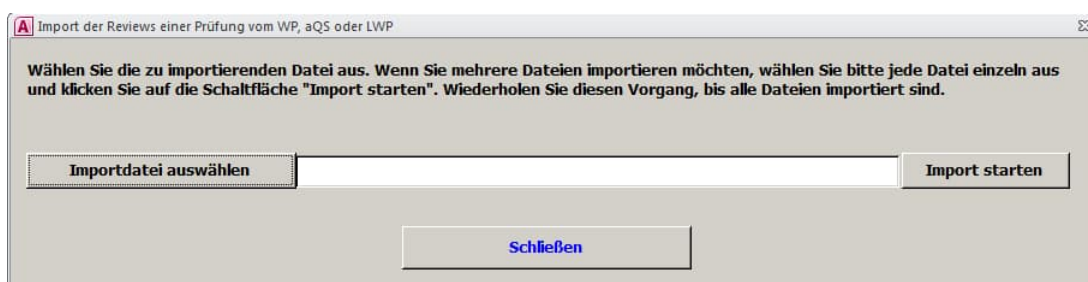 Import der Reviews einer Prüfung vom WP, aQS oder LWP
Wählen Sie die zu importierenden Datei aus. Wenn Sie mehrere Dateien importieren möchten, wählen Sie bitte jede Datei einzeln aus
und klicken Sie auf die Schaltfläche "Import starten". Wiederholen Sie diesen Vorgang, bis alle Dateien importiert sind.
Importdatei auswählen
Import starten
Schließen